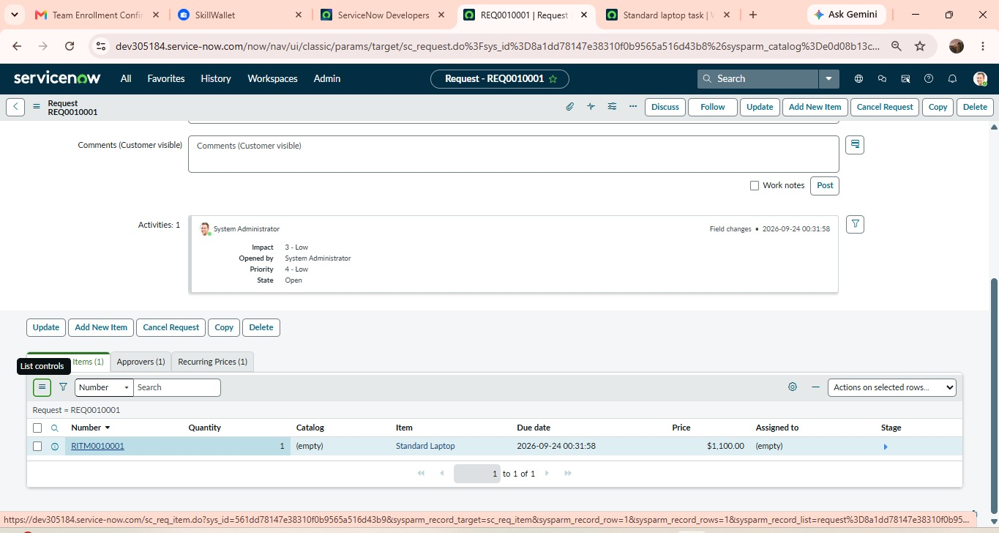 Team Enrollment Confir
SkillWallet
ServiceNow Developers
REQ0010001 | Request
Standard laptop task | W
Ask Gemini
dev305184.service-now.com/now/nav/ui/classic/params/target/sc_request.do%3Fsys_id%3D8a1dd78147e38310f0b9565a516d43b8%26sysparm_catalog%3De0d08b13c...
servicenow All Favorites History Workspaces Admin Request - REQ0010001 Search
Request
REQ0010001
Discuss Follow Update Add New Item Cancel Request Copy Delete
Comments (Customer visible) Comments (Customer visible)
Work notes Post
Activities: 1 System Administrator Field changes • 2026-09-24 00:31:58
Impact 3 - Low
Opened by System Administrator
Priority 4 - Low
State Open
Update Add New Item Cancel Request Copy Delete
List controls Items (1) Approvers (1) Recurring Prices (1)
Number Search Actions on selected rows...
Request = REQ0010001
Number Quantity Catalog Item Due date Price Assigned to Stage
RITM0010001 1 (empty) Standard Laptop 2026-09-24 00:31:58 $1,100.00 (empty)
1 to 1 of 1
https://dev305184.service-now.com/sc_req_item.do?sys_id=561dd78147e38310f0b9565a516d43b9&sysparm_record_target=sc_req_item&sysparm_record_row=1&sysparm_record_rows=1&sysparm_record_list=request%3D8a1dd78147e38310f0b95...